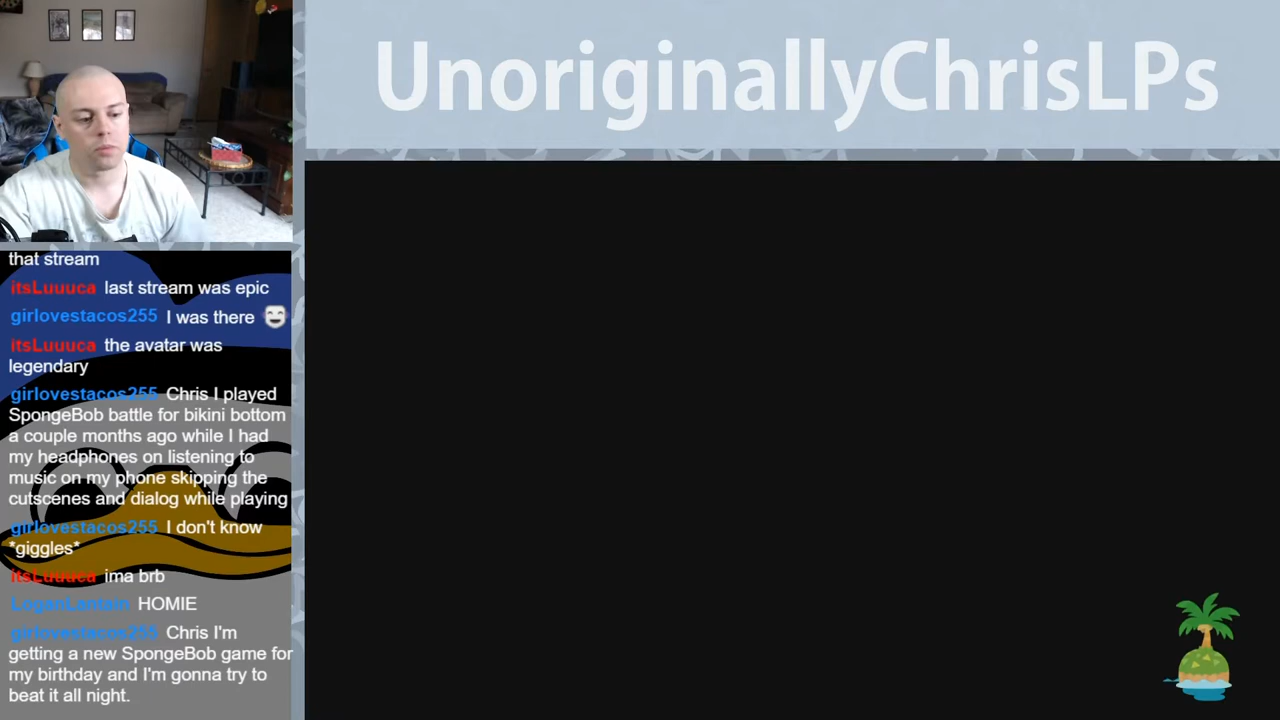 UnoriginallyChrisLPs
that stream
itsLuuuca last stream was epic
girlovestacos255 I was there
itsLuuuca the avatar was
legendary
girlovestacos255 Chris I played
SpongeBob battle for bikini bottom
a couple months ago while I had
my headphones on listening to
music on my phone skipping the
cutscenes and dialog while playing
girlovestacos255 I don't know
*giggles*
itsLuuuca ima brb
LoganLantain HOMIE
girlovestacos255 Chris I'm
getting a new SpongeBob game for
my birthday and I'm gonna try to
beat it all night.